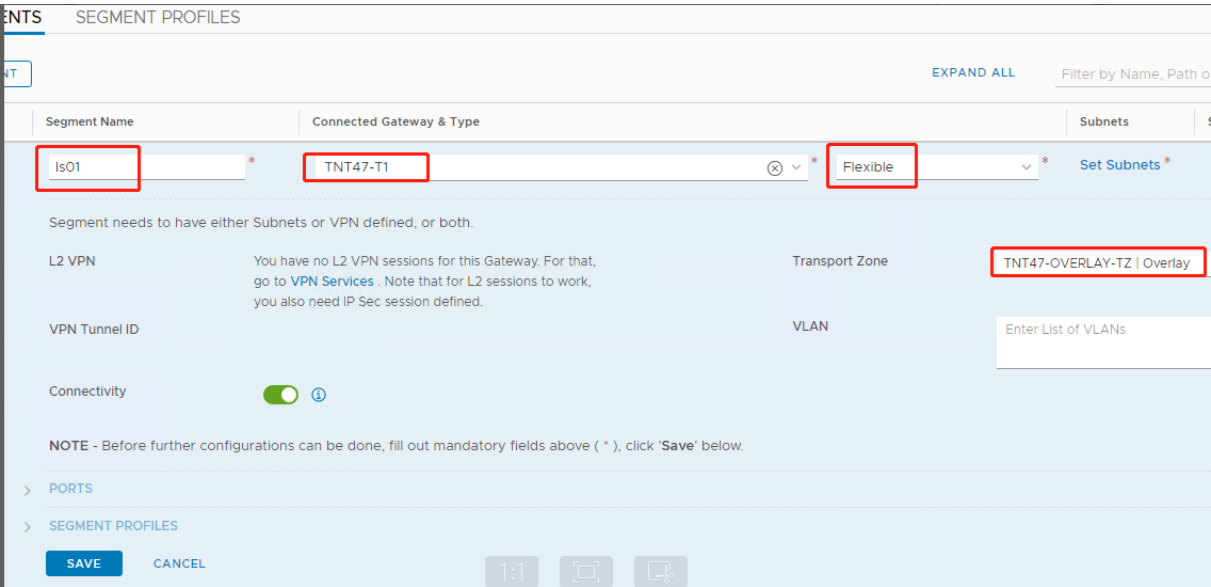 ENTS SEGMENT PROFILES
NT EXPAND ALL Filter by Name, Path o
Segment Name Connected Gateway & Type Subnets S
ls01 * TNT47-T1 * Flexible * Set Subnets *
Segment needs to have either Subnets or VPN defined, or both.
L2 VPN You have no L2 VPN sessions for this Gateway. For that, Transport Zone TNT47-OVERLAY-TZ | Overlay
go to VPN Services . Note that for L2 sessions to work,
you also need IP Sec session defined.
VPN Tunnel ID VLAN Enter List of VLANs
Connectivity
NOTE - Before further configurations can be done, fill out mandatory fields above ( * ), click 'Save' below.
PORTS
SEGMENT PROFILES
SAVE CANCEL 1:1